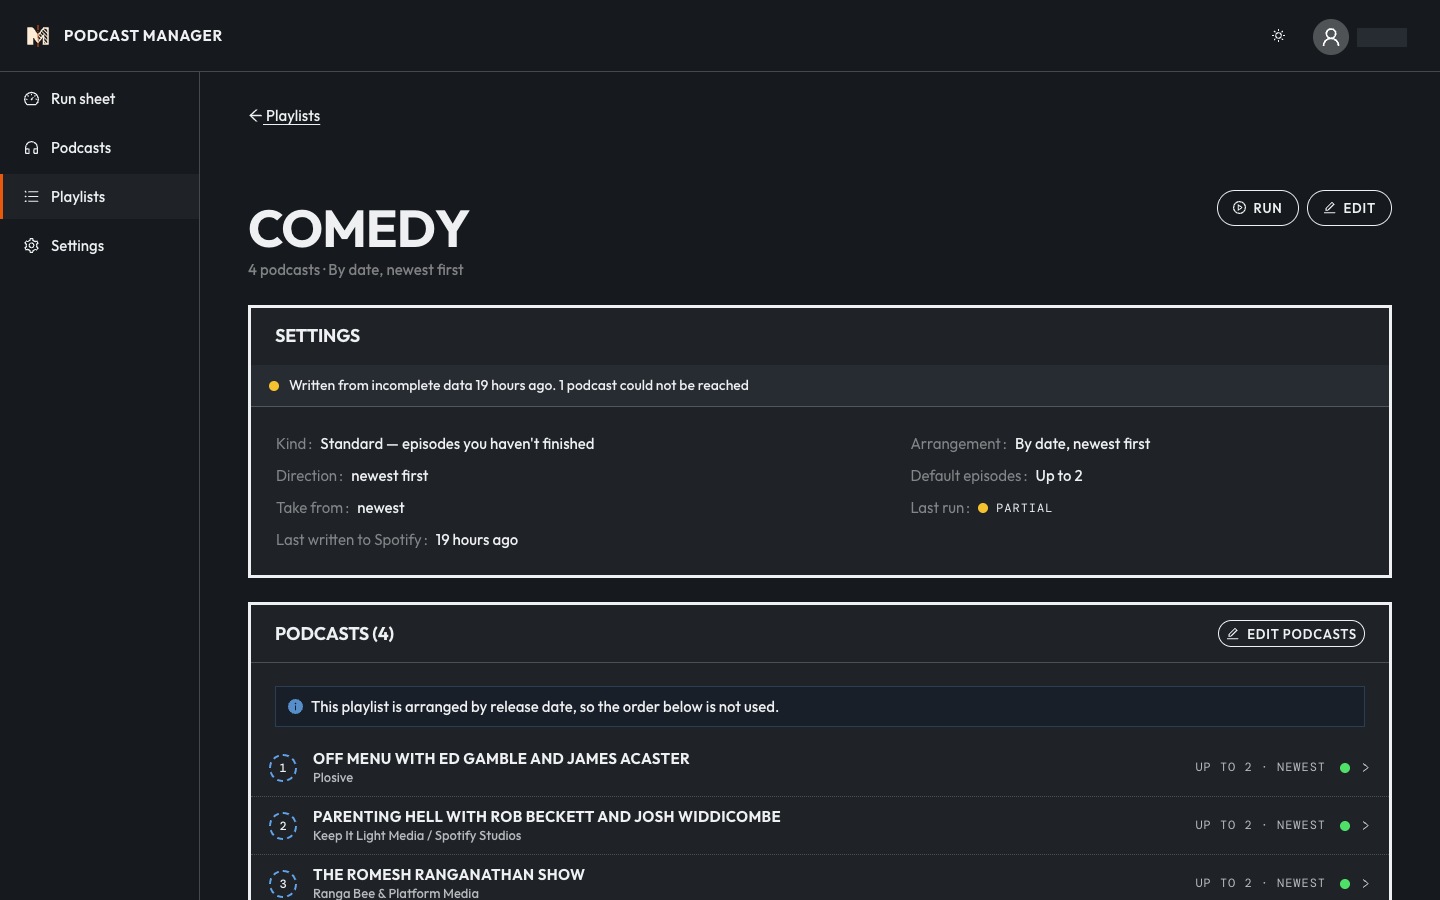 PODCAST MANAGER
Run sheet
Podcasts
Playlists
Settings
← Playlists
COMEDY
4 podcasts · By date, newest first
RUN
EDIT
SETTINGS
Written from incomplete data 19 hours ago. 1 podcast could not be reached
Kind : Standard — episodes you haven't finished
Arrangement : By date, newest first
Direction : newest first
Default episodes : Up to 2
Take from : newest
Last run : PARTIAL
Last written to Spotify : 19 hours ago
PODCASTS (4)
EDIT PODCASTS
This playlist is arranged by release date, so the order below is not used.
1
OFF MENU WITH ED GAMBLE AND JAMES ACASTER
Plosive
UP TO 2 · NEWEST
2
PARENTING HELL WITH ROB BECKETT AND JOSH WIDDICOMBE
Keep It Light Media / Spotify Studios
UP TO 2 · NEWEST
3
THE ROMESH RANGANATHAN SHOW
Ranga Bee & Platform Media
UP TO 2 · NEWEST